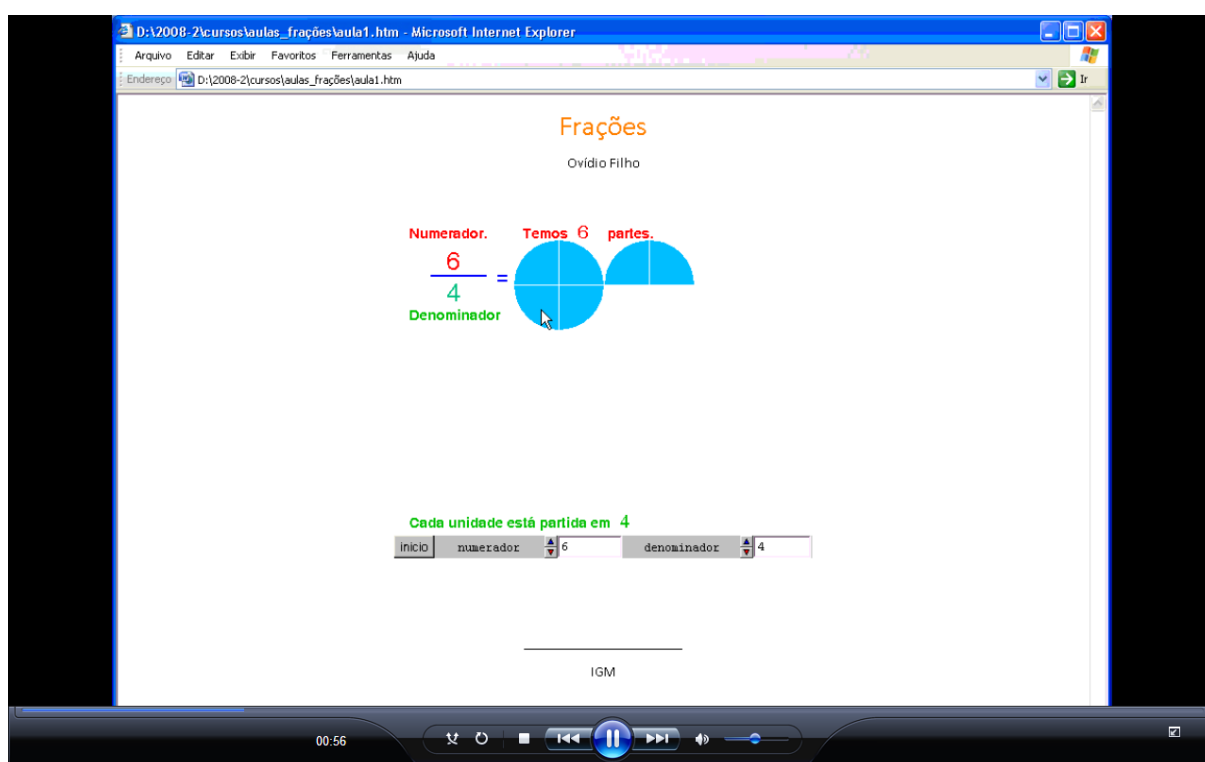 D:\2008-2\cursos\aulas_frações\aula1.htm - Microsoft Internet Explorer
Arquivo Editar Exibir Favoritos Ferramentas Ajuda
Endereço D:\2008-2\cursos\aulas_frações\aula1.htm Ir
Frações
Ovídio Filho
Numerador. Temos 6 partes.
6
=
4
Denominador
Cada unidade está partida em 4
inicio numerador 6 denominador 4
IGM
00:56